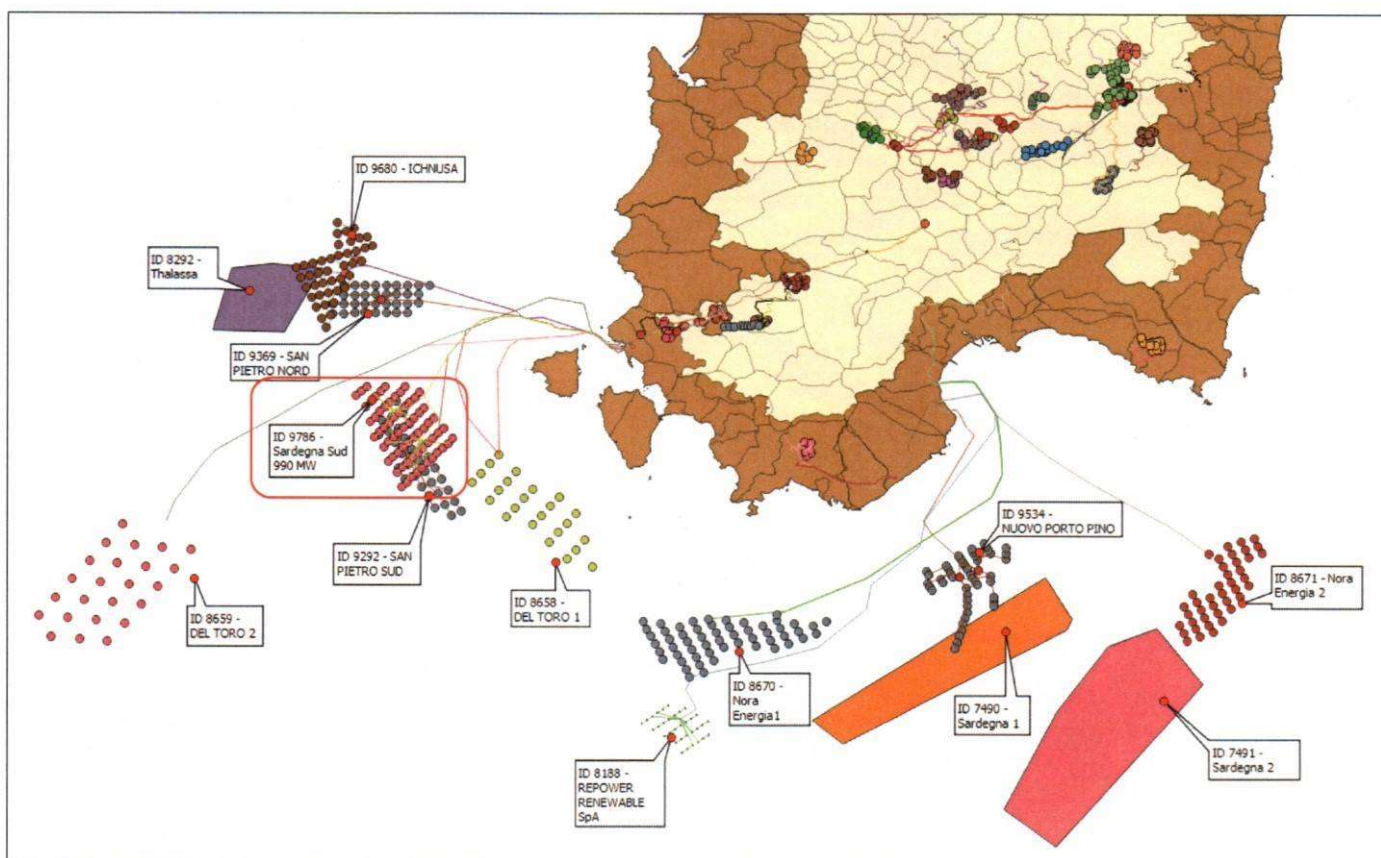 ID 9680 - ICHNUSA
ID 8292 -
Thalassa
ID 9369 - SAN
PIETRO NORD
ID 9786 -
Sardegna Sud
990 MW
ID 9292 - SAN
PIETRO SUD
ID 8659 -
DEL TORO 2
ID 8658 -
DEL TORO 1
ID 9534 -
NUOVO PORTO PINO
ID 8671 - Nora
Energia 2
ID 8670 -
Nora
Energia1
ID 7490 -
Sardegna 1
ID 7491 -
Sardegna 2
ID 8188 -
REPOWER
RENEWABLE
SpA